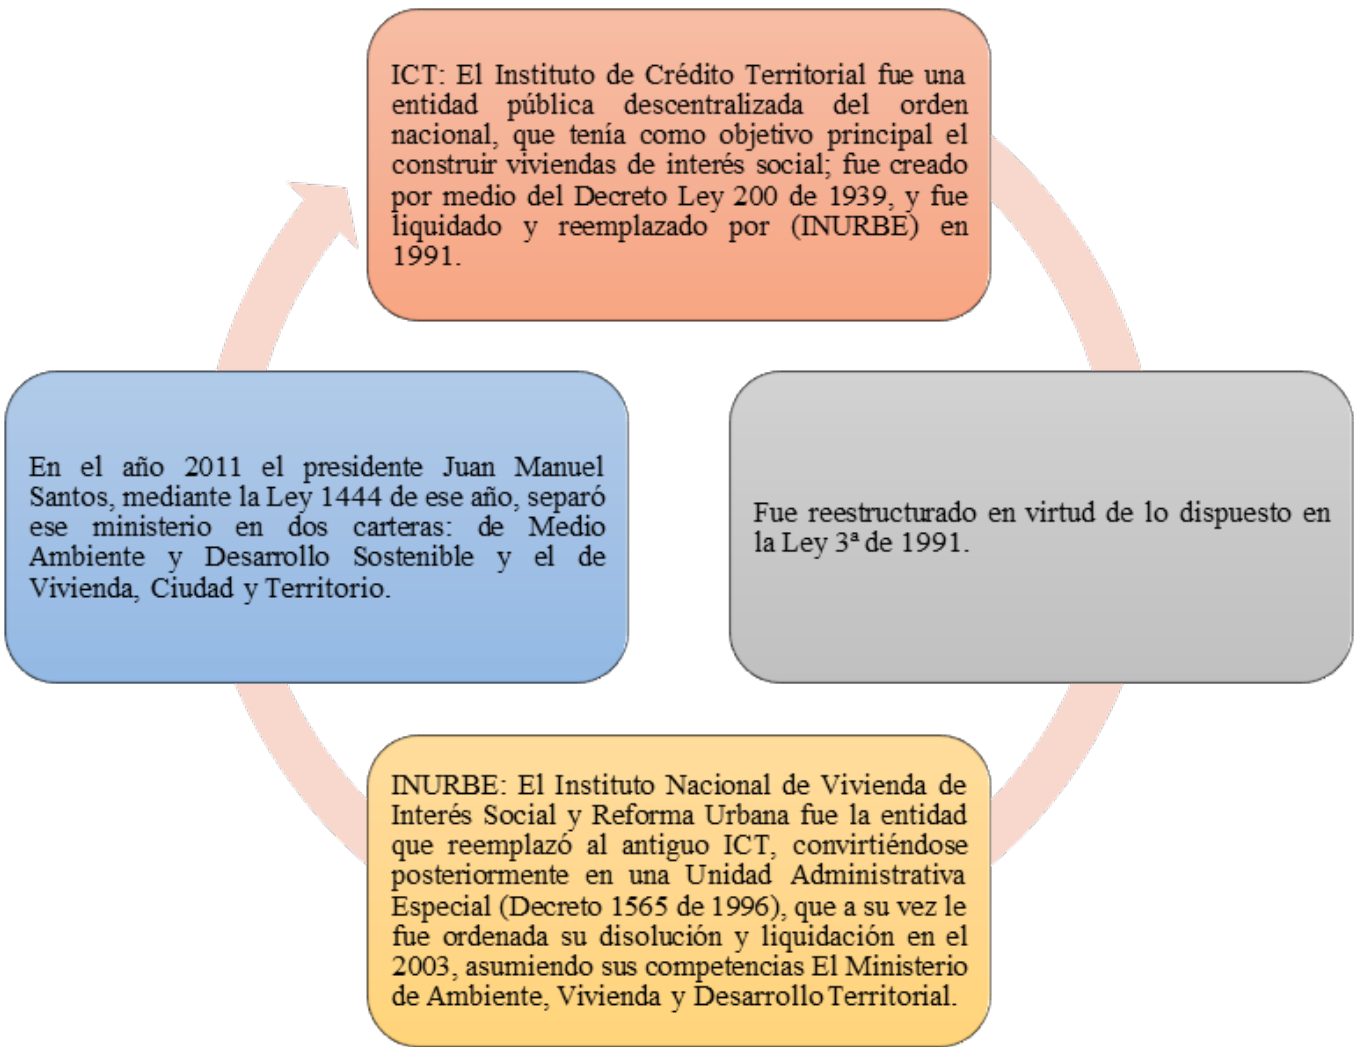 ICT: El Instituto de Crédito Territorial fue una
entidad pública descentralizada del orden
nacional, que tenía como objetivo principal el
construir viviendas de interés social; fue creado
por medio del Decreto Ley 200 de 1939, y fue
liquidado y reemplazado por (INURBE) en
1991.
Fue reestructurado en virtud de lo dispuesto en
la Ley 3ª de 1991.
INURBE: El Instituto Nacional de Vivienda de
Interés Social y Reforma Urbana fue la entidad
que reemplazó al antiguo ICT, convirtiéndose
posteriormente en una Unidad Administrativa
Especial (Decreto 1565 de 1996), que a su vez le
fue ordenada su disolución y liquidación en el
2003, asumiendo sus competencias El Ministerio
de Ambiente, Vivienda y Desarrollo Territorial.
En el año 2011 el presidente Juan Manuel
Santos, mediante la Ley 1444 de ese año, separó
ese ministerio en dos carteras: de Medio
Ambiente y Desarrollo Sostenible y el de
Vivienda, Ciudad y Territorio.